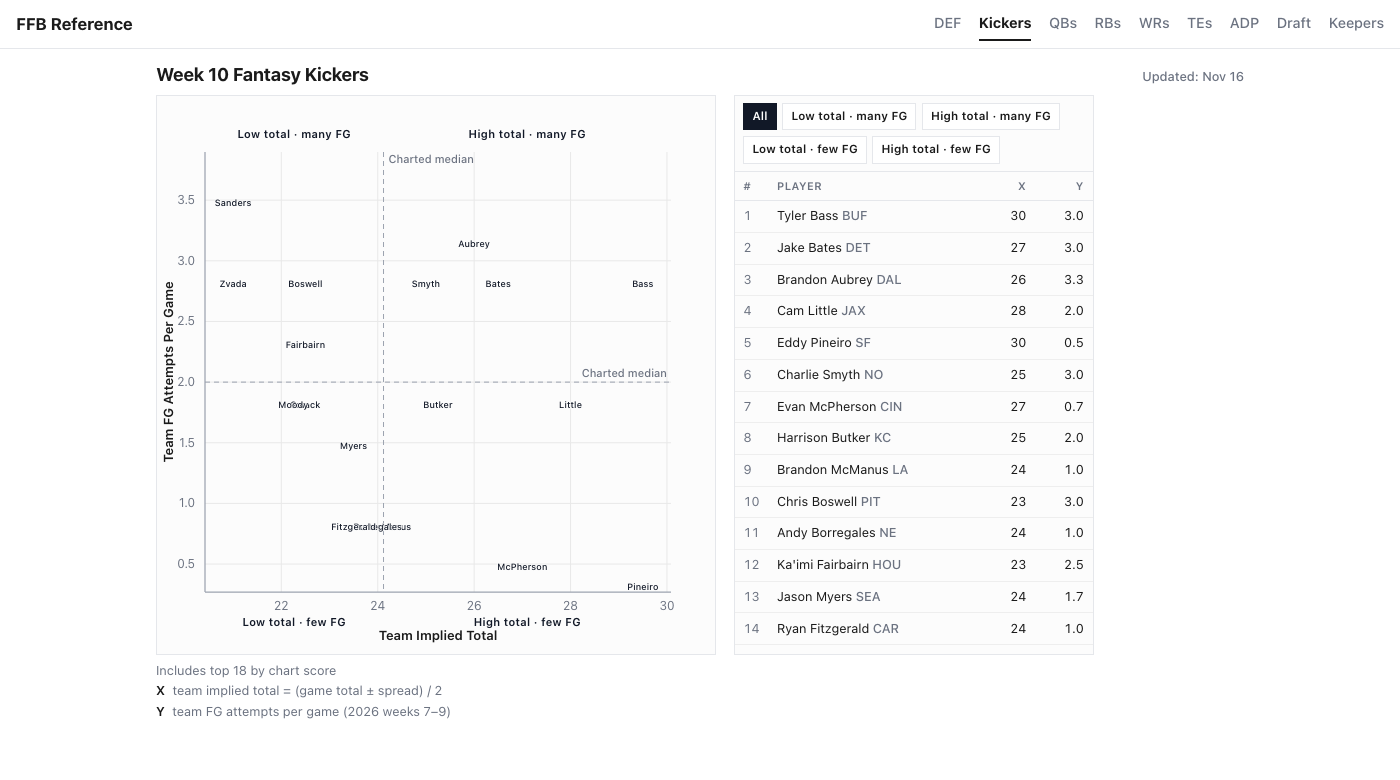 FFB Reference
DEF Kickers QBs RBs WRs TEs ADP Draft Keepers
Week 10 Fantasy Kickers
Updated: Nov 16
Low total · many FG
High total · many FG
Charted median
3.5
Sanders
Aubrey
3.0
Zvada
Boswell
Smyth
Bates
Bass
2.5
Fairbairn
Charted median
2.0
Butker
Little
1.5
Myers
1.0
Fitzgerald
McPherson
0.5
Pineiro
22 24 26 28 30
Low total · few FG
High total · few FG
Team Implied Total
Team FG Attempts Per Game
All
Low total · many FG
High total · many FG
Low total · few FG
High total · few FG
# PLAYER X Y
1 Tyler Bass BUF 30 3.0
2 Jake Bates DET 27 3.0
3 Brandon Aubrey DAL 26 3.3
4 Cam Little JAX 28 2.0
5 Eddy Pineiro SF 30 0.5
6 Charlie Smyth NO 25 3.0
7 Evan McPherson CIN 27 0.7
8 Harrison Butker KC 25 2.0
9 Brandon McManus LA 24 1.0
10 Chris Boswell PIT 23 3.0
11 Andy Borregales NE 24 1.0
12 Ka'imi Fairbairn HOU 23 2.5
13 Jason Myers SEA 24 1.7
14 Ryan Fitzgerald CAR 24 1.0
Includes top 18 by chart score
X team implied total = (game total ± spread) / 2
Y team FG attempts per game (2026 weeks 7–9)